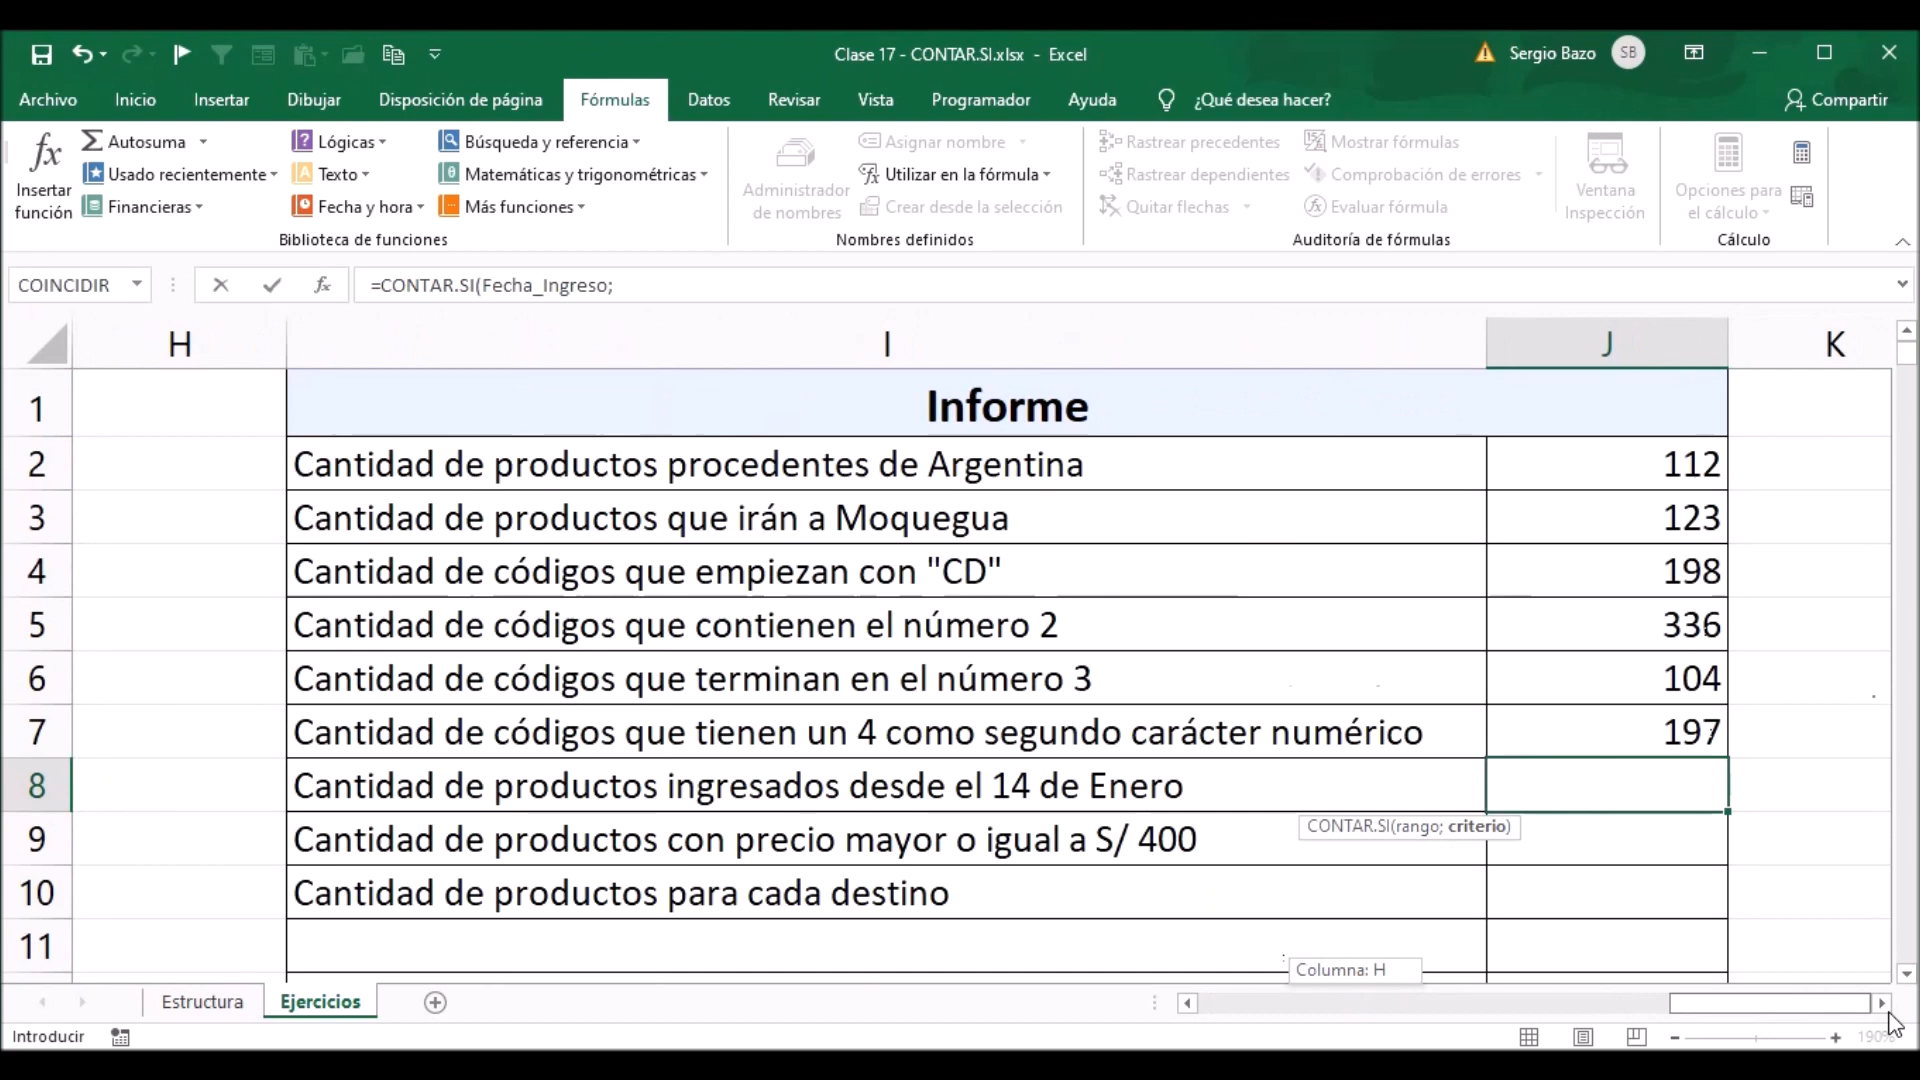 Clase 17 - CONTAR.SI.xlsx - Excel
Sergio Bazo
SB
Archivo
Inicio
Insertar
Dibujar
Disposición de página
Fórmulas
Datos
Revisar
Vista
Programador
Ayuda
¿Qué desea hacer?
Compartir
fx
Insertar
función
Autosuma
Usado recientemente
Financieras
Lógicas
Texto
Fecha y hora
Búsqueda y referencia
Matemáticas y trigonométricas
Más funciones
Biblioteca de funciones
Administrador
de nombres
Asignar nombre
Utilizar en la fórmula
Crear desde la selección
Nombres definidos
Rastrear precedentes
Rastrear dependientes
Quitar flechas
Mostrar fórmulas
Comprobación de errores
Evaluar fórmula
Auditoría de fórmulas
Ventana
Inspección
Opciones para
el cálculo
Cálculo
COINCIDIR
fx
=CONTAR.SI(Fecha_Ingreso;
H I J K
1 Informe
2 Cantidad de productos procedentes de Argentina 112
3 Cantidad de productos que irán a Moquegua 123
4 Cantidad de códigos que empiezan con "CD" 198
5 Cantidad de códigos que contienen el número 2 336
6 Cantidad de códigos que terminan en el número 3 104
7 Cantidad de códigos que tienen un 4 como segundo carácter numérico 197
8 Cantidad de productos ingresados desde el 14 de Enero
CONTAR.SI(rango; criterio)
9 Cantidad de productos con precio mayor o igual a S/ 400
10 Cantidad de productos para cada destino
11
Columna: H
Estructura
Ejercicios
Introducir
190%